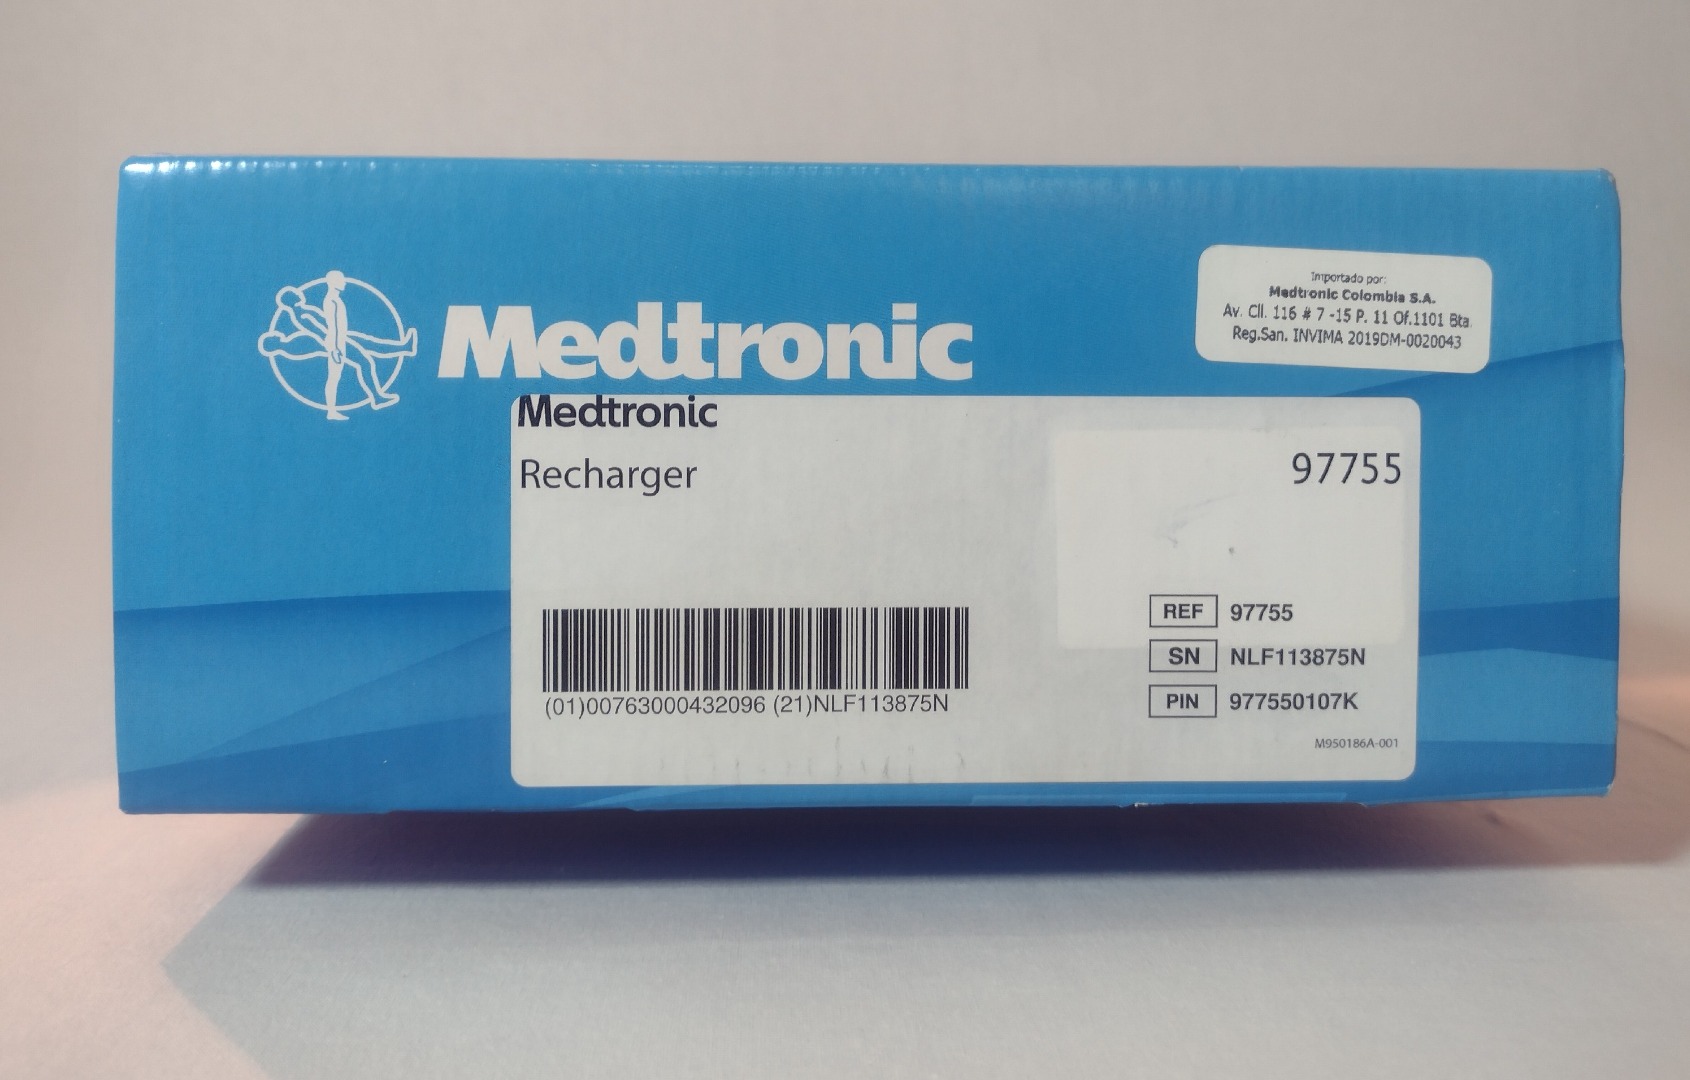 Importado por:
Medtronic Colombia S.A.
Av. Cll. 116 # 7 -15 P. 11 Of.1101 Bta.
Reg.San. INVIMA 2019DM-0020043
Medtronic
Medtronic
Recharger
97755
REF 97755
SN NLF113875N
PIN 977550107K
(01)00763000432096 (21)NLF113875N
M950186A-001